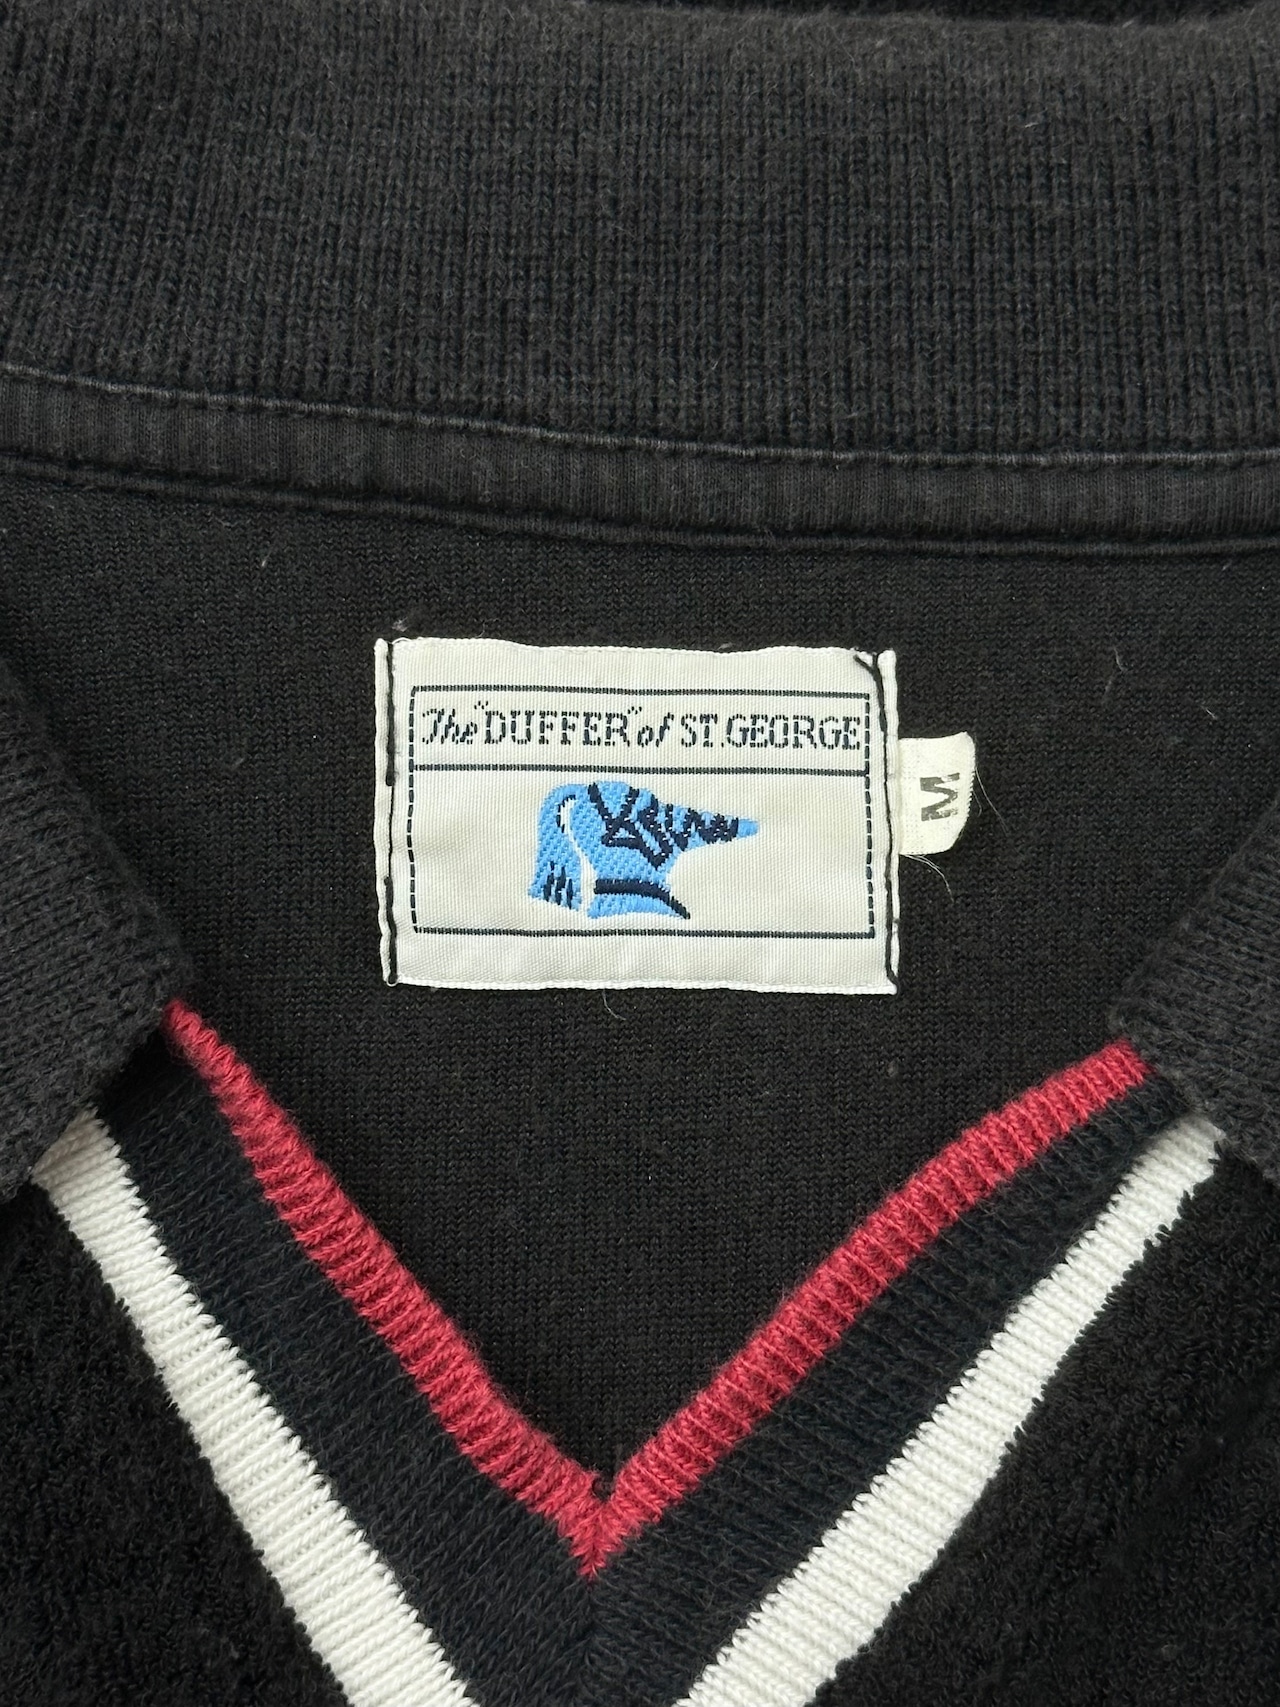 The "DUFFER" of ST.GEORGE
M